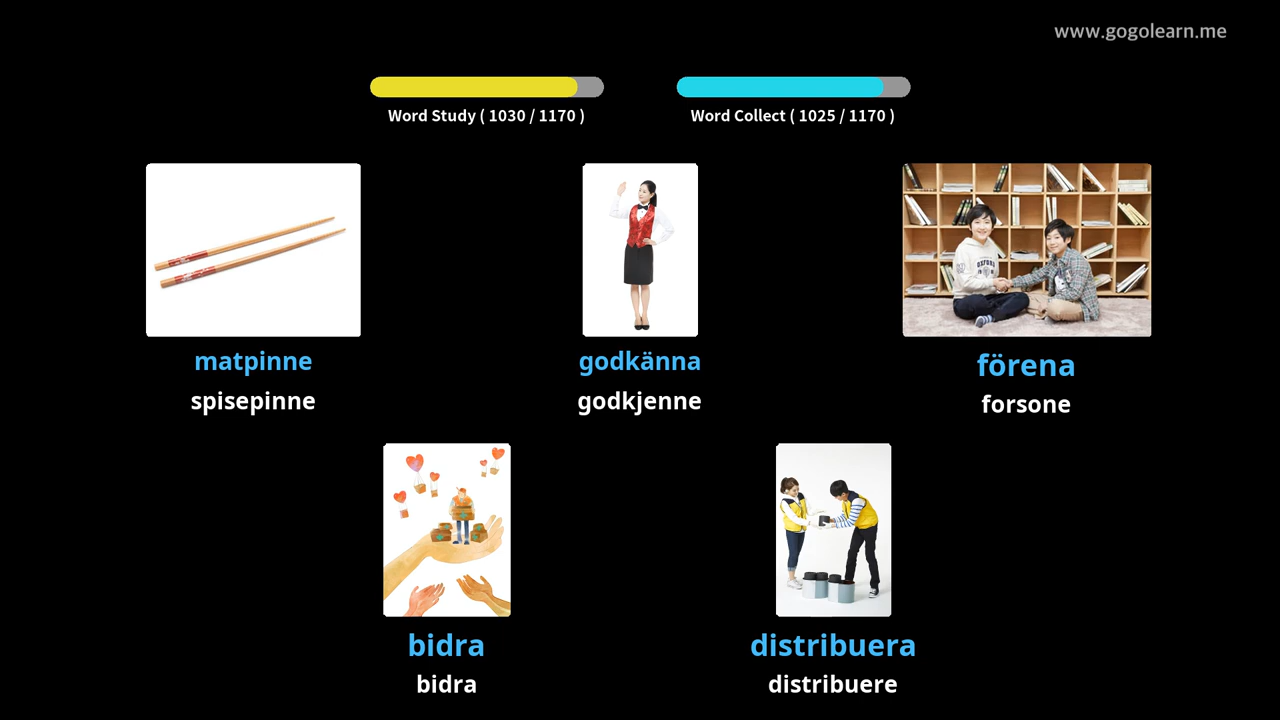 www.gogolearn.me
Word Study ( 1030 / 1170 )
Word Collect ( 1025 / 1170 )
matpinne
spisepinne
godkänna
godkjenne
förena
forsone
bidra
bidra
distribuera
distribuere